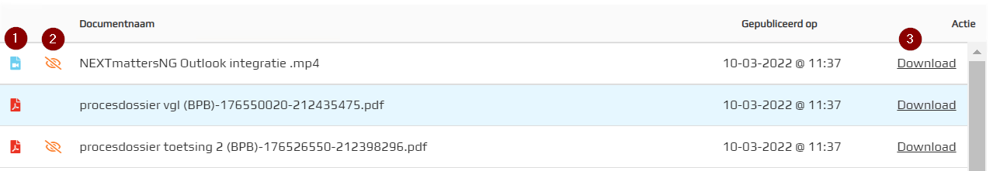 Documentnaam Gepubliceerd op Actie
1 2 3
NEXTmattersNG Outlook integratie .mp4 10-03-2022 @ 11:37 Download
procesdossier vgl (BPB)-176550020-212435475.pdf 10-03-2022 @ 11:37 Download
procesdossier toetsing 2 (BPB)-176526550-212398296.pdf 10-03-2022 @ 11:37 Download